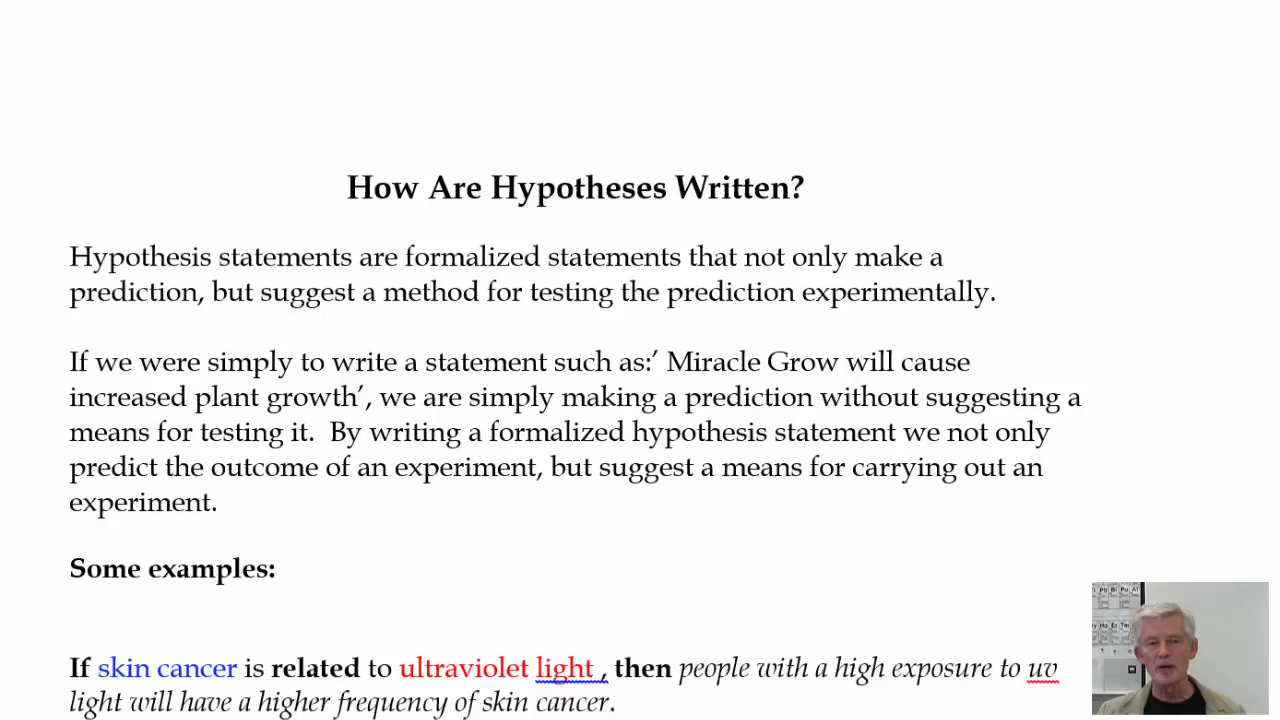 How Are Hypotheses Written?
Hypothesis statements are formalized statements that not only make a
prediction, but suggest a method for testing the prediction experimentally.
If we were simply to write a statement such as:’ Miracle Grow will cause
increased plant growth’, we are simply making a prediction without suggesting a
means for testing it.  By writing a formalized hypothesis statement we not only
predict the outcome of an experiment, but suggest a means for carrying out an
experiment.
Some examples:
If skin cancer is related to ultraviolet light , then people with a high exposure to uv
light will have a higher frequency of skin cancer.